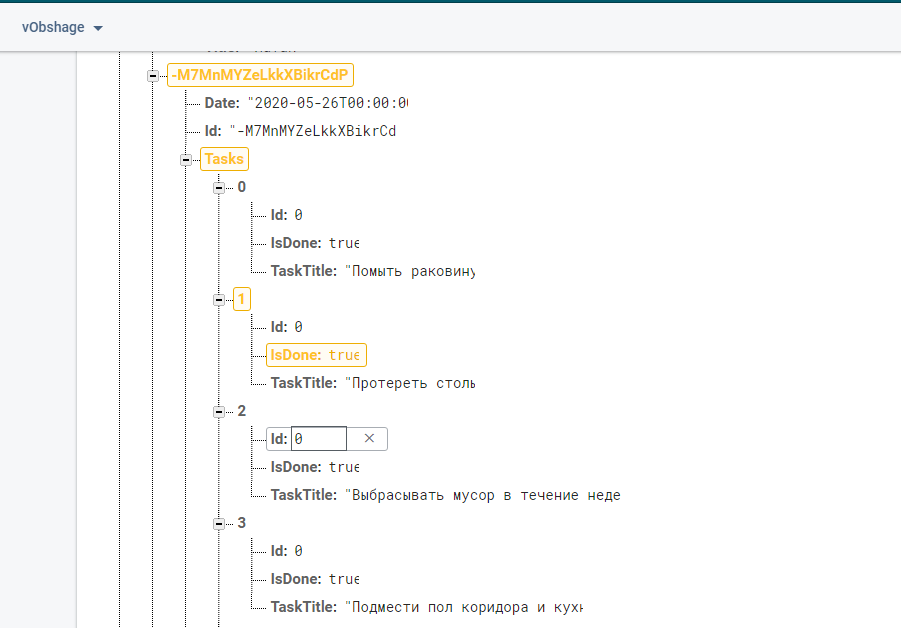 vObshage
-M7MnMYZeLkkXBikrCdP
Date: "2020-05-26T00:00:00
Id: "-M7MnMYZeLkkXBikrCd
Tasks
0
Id: 0
IsDone: true
TaskTitle: "Помыть раковину
1
Id: 0
IsDone: true
TaskTitle: "Протереть столы
2
Id: 0 ×
IsDone: true
TaskTitle: "Выбрасывать мусор в течение неде
3
Id: 0
IsDone: true
TaskTitle: "Подмести пол коридора и кухн